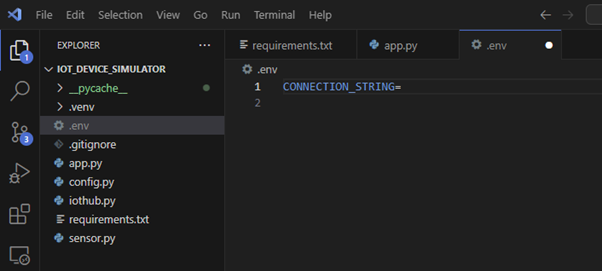 File Edit Selection View Go Run Terminal Help
EXPLORER ...
requirements.txt app.py .env
IOT_DEVICE_SIMULATOR
__pycache__
.venv
.env
.gitignore
app.py
config.py
iothub.py
requirements.txt
sensor.py
.env
1 CONNECTION_STRING=
2
1
3